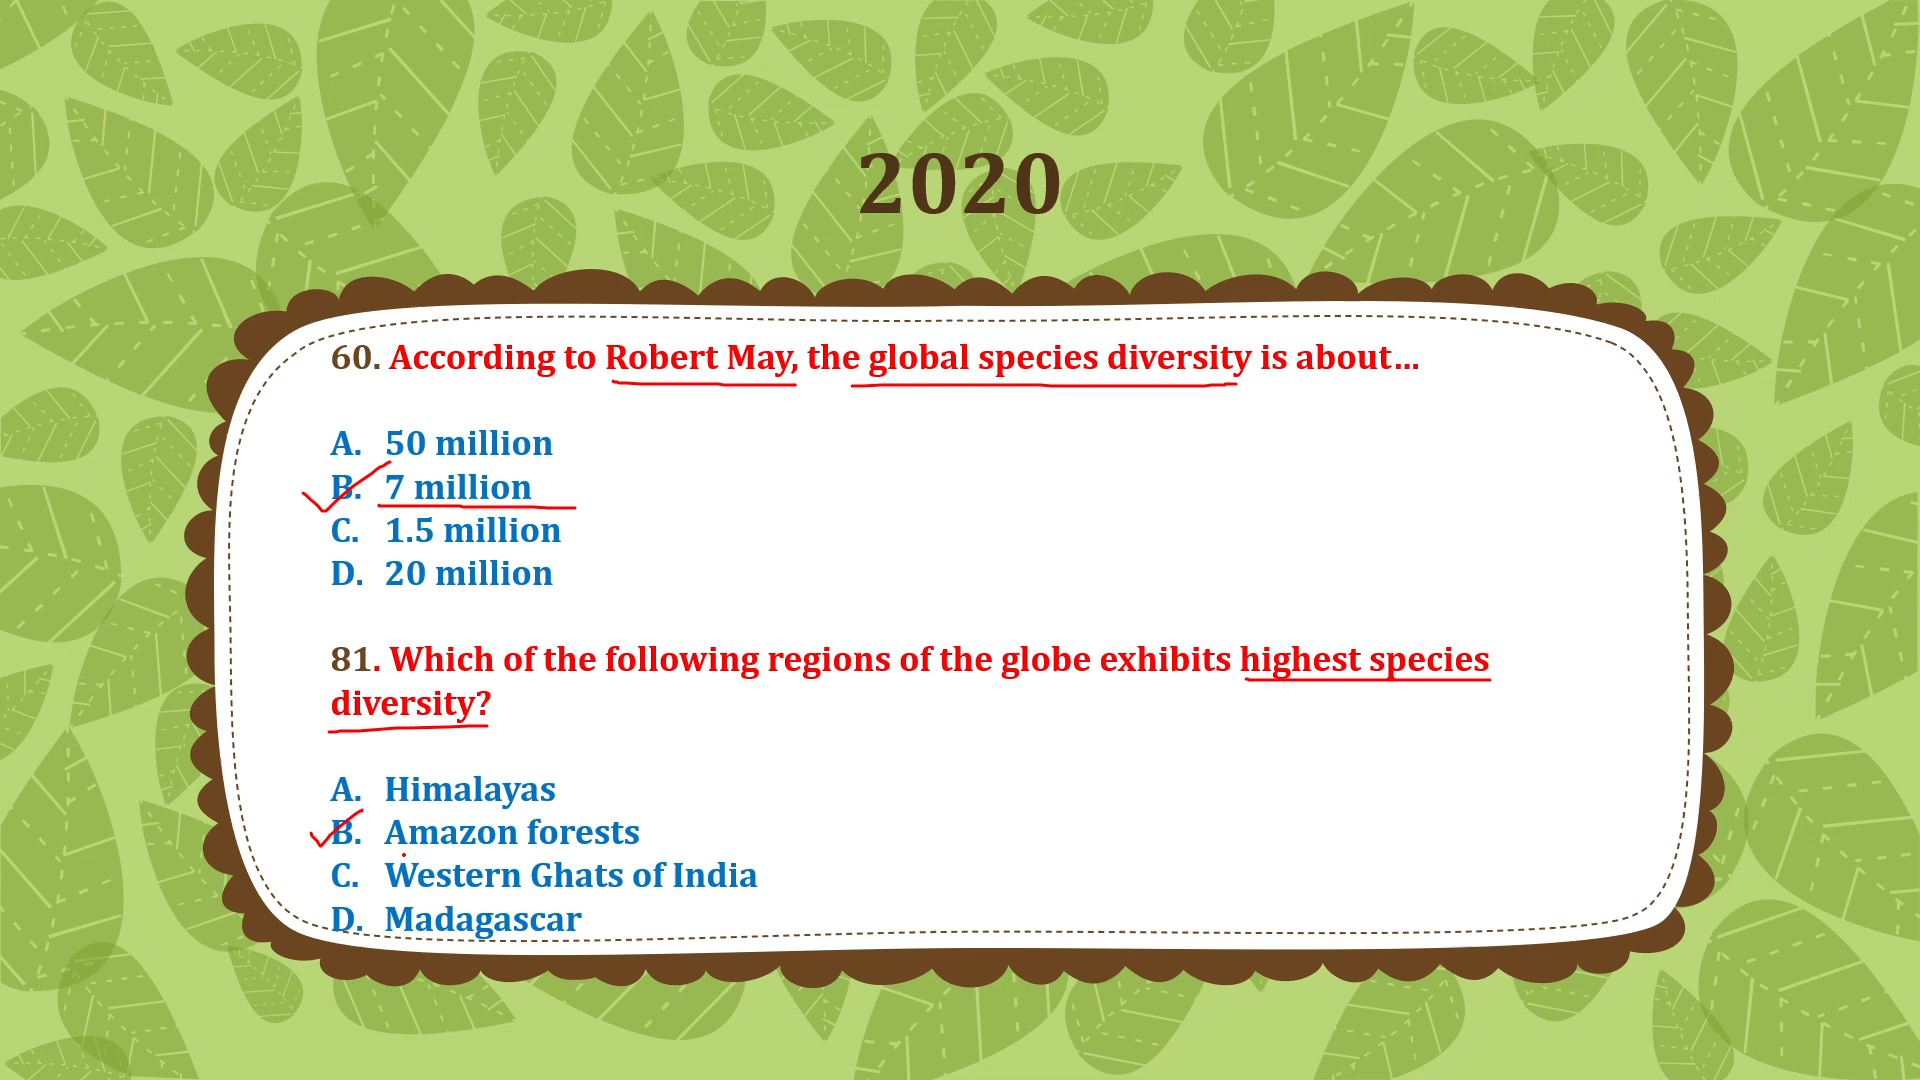 2020
60. According to Robert May, the global species diversity is about...
A. 50 million
B. 7 million
C. 1.5 million
D. 20 million
81. Which of the following regions of the globe exhibits highest species
diversity?
A. Himalayas
B. Amazon forests
C. Western Ghats of India
D. Madagascar